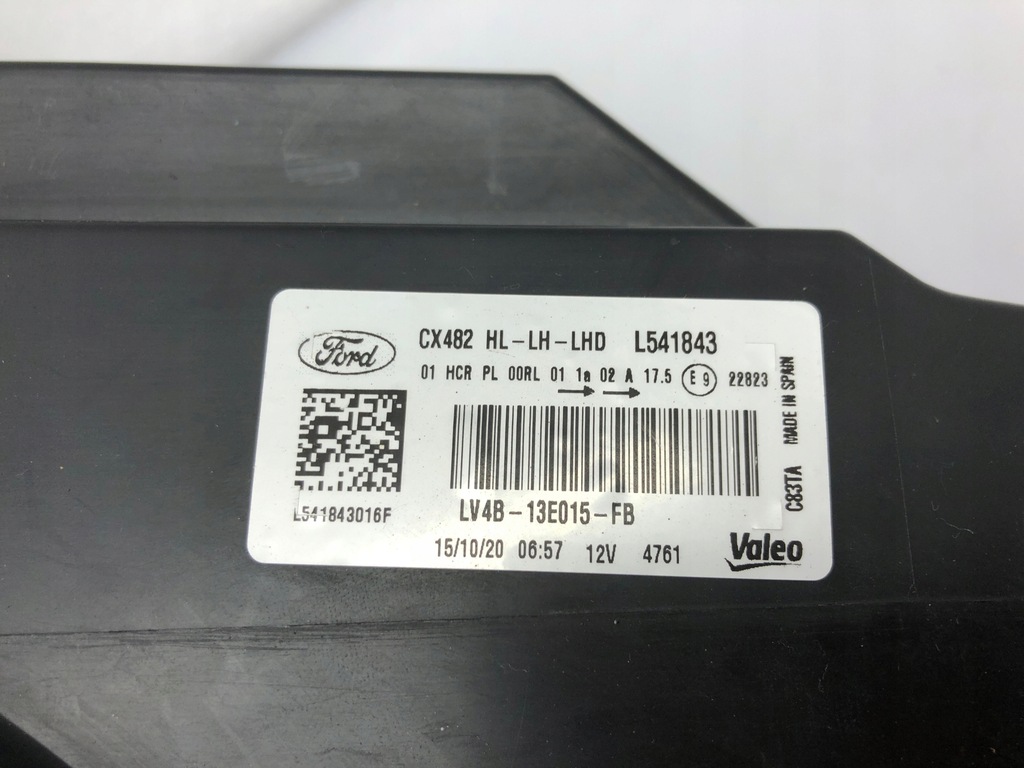 Ford
CX482 HL-LH-LHD L541843
01 HCR PL 00RL 01 1a 02 A 17.5 E9 22823
L541843016F
LV4B-13E015-FB
15/10/20 06:57 12V 4761
Valeo
C83TA MADE IN SPAIN